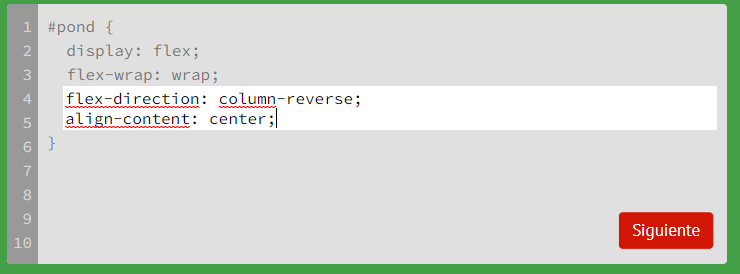 1 #pond {
2 display: flex;
3 flex-wrap: wrap;
4 flex-direction: column-reverse;
5 align-content: center;
6 }
7
8
9
10
Siguiente